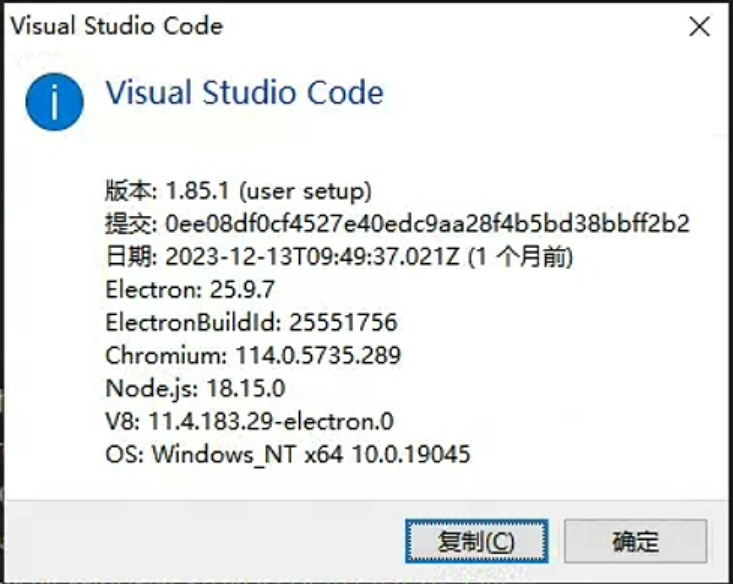 Visual Studio Code
Visual Studio Code
版本: 1.85.1 (user setup)
提交: 0ee08df0cf4527e40edc9aa28f4b5bd38bbff2b2
日期: 2023-12-13T09:49:37.021Z (1 个月前)
Electron: 25.9.7
ElectronBuildId: 25551756
Chromium: 114.0.5735.289
Node.js: 18.15.0
V8: 11.4.183.29-electron.0
OS: Windows_NT x64 10.0.19045
复制(C) 确定